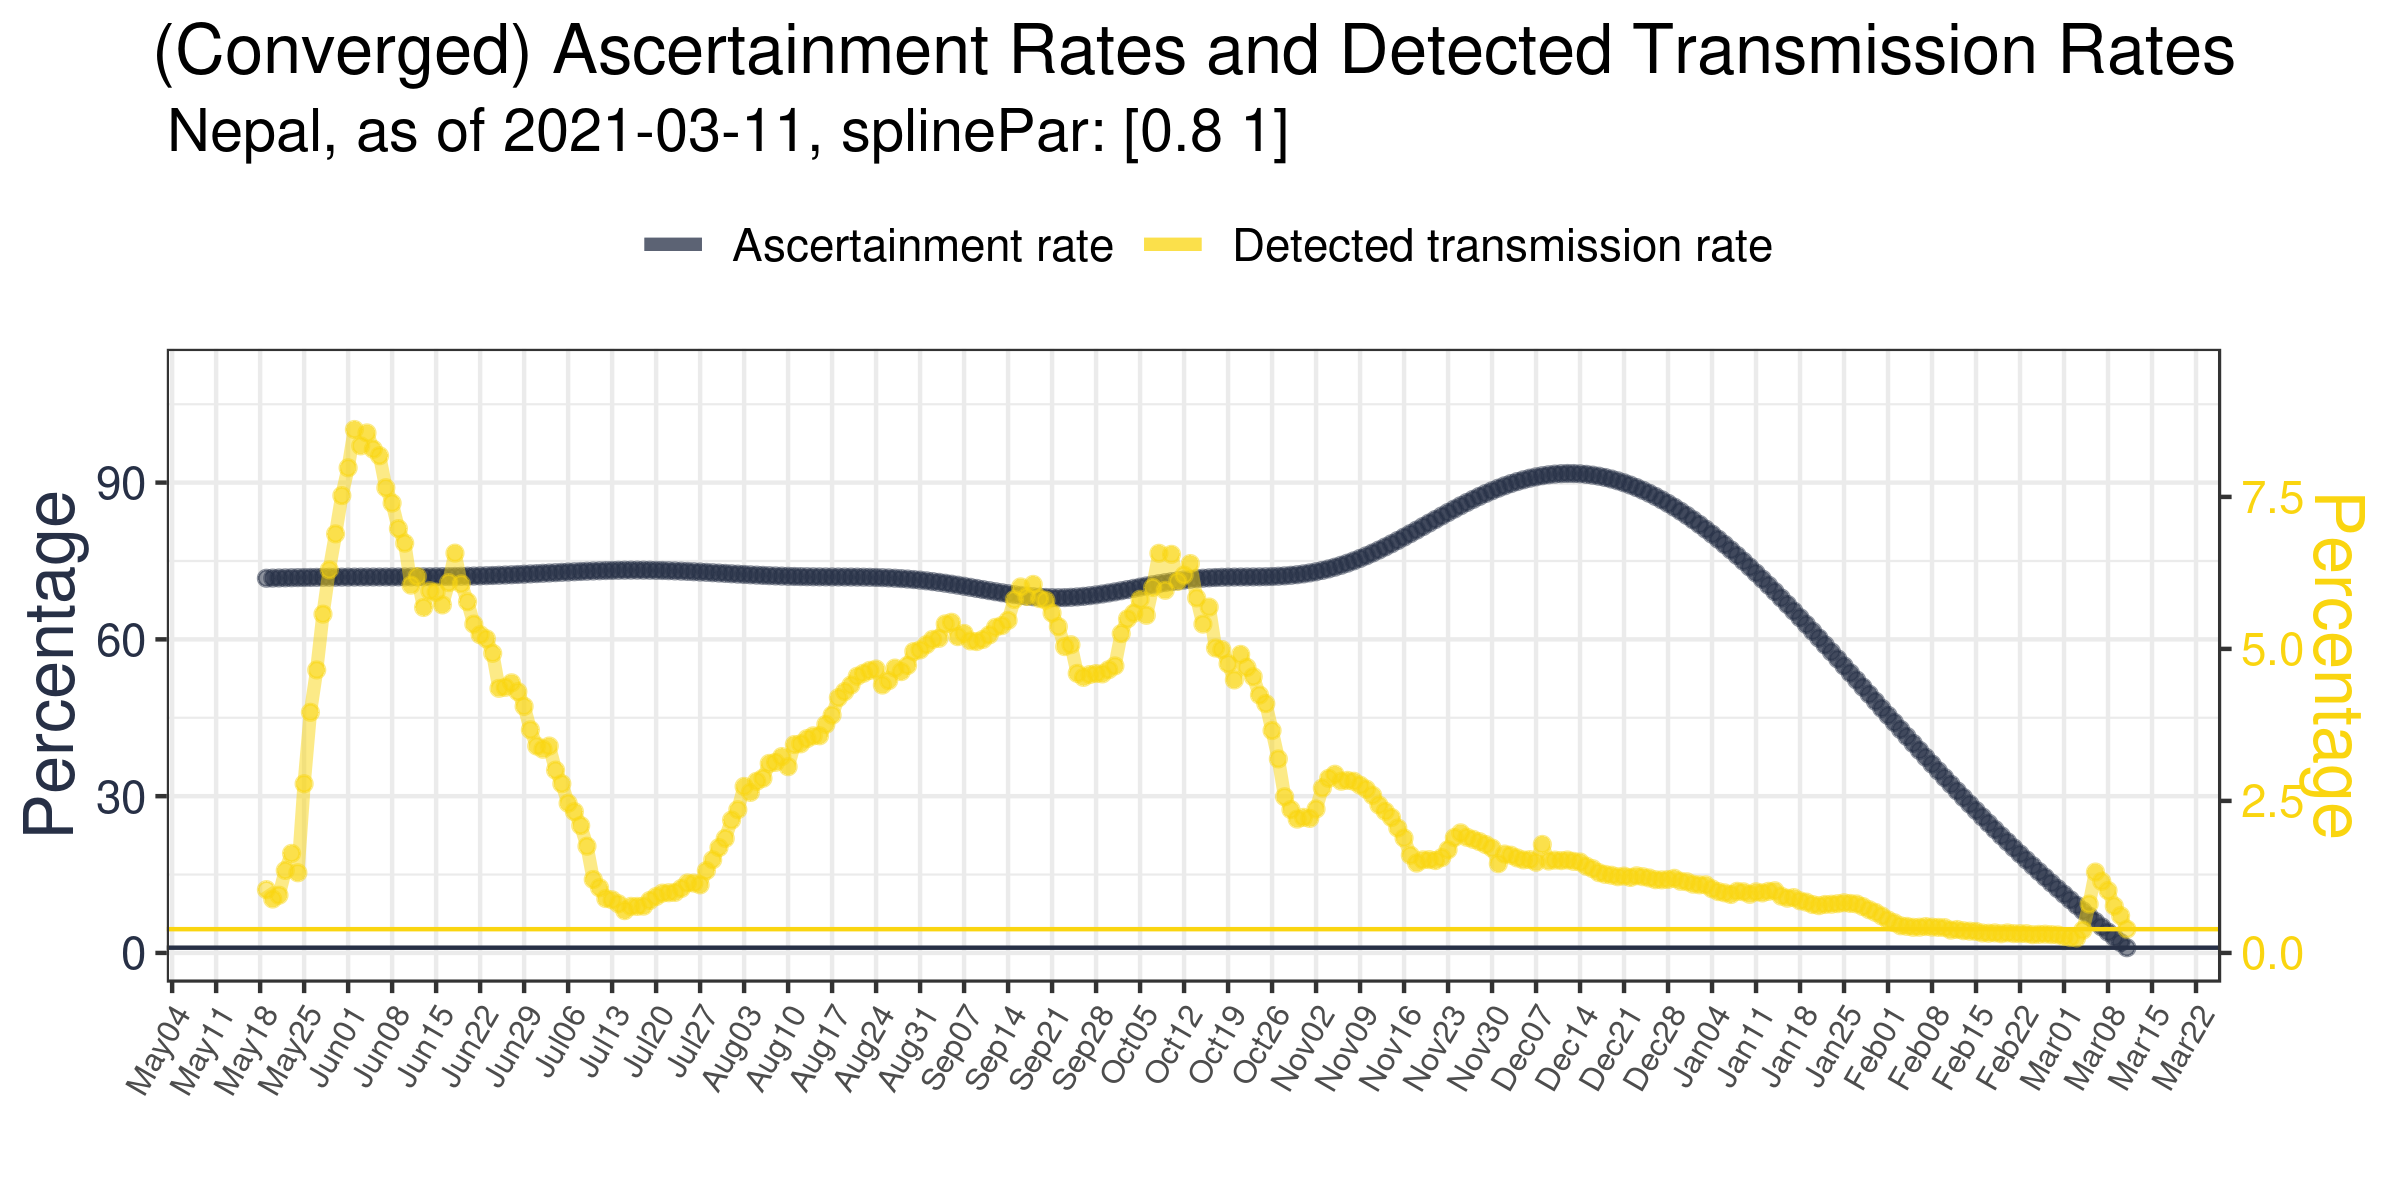 (Converged) Ascertainment Rates and Detected Transmission Rates
Nepal, as of 2021-03-11, splinePar: [0.8 1]
Ascertainment rate Detected transmission rate
Percentage
90
60
30
0
7.5
5.0
2.5
0.0
Percentage
May04 May11 May18 May25 Jun01 Jun08 Jun15 Jun22 Jun29 Jul06 Jul13 Jul20 Jul27 Aug03 Aug10 Aug17 Aug24 Aug31 Sep07 Sep14 Sep21 Sep28 Oct05 Oct12 Oct19 Oct26 Nov02 Nov09 Nov16 Nov23 Nov30 Dec07 Dec14 Dec21 Dec28 Jan04 Jan11 Jan18 Jan25 Feb01 Feb08 Feb15 Feb22 Mar01 Mar08 Mar15 Mar22